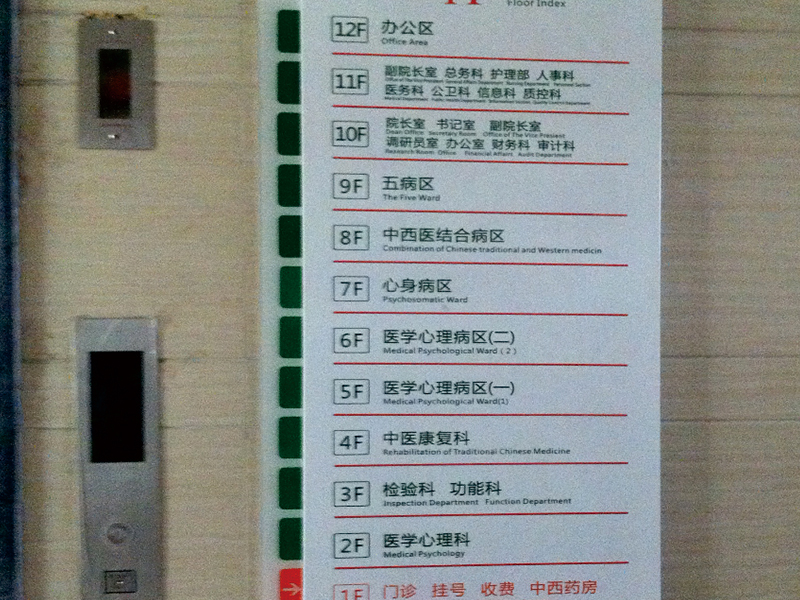 Floor Index
12F 办公区
Office Area
11F 副院长室 总务科 护理部 人事科
医务科 公卫科 信息科 质控科
10F 院长室 书记室 副院长室
Dean Office Secretary Room Office of The Vice President
调研员室 办公室 财务科 审计科
Research Room Office Financial Affairs Audit Department
9F 五病区
The Five Ward
8F 中西医结合病区
Combination of Chinese traditional and Western medicin
7F 心身病区
Psychosomatic Ward
6F 医学心理病区(二)
Medical Psychological Ward ( 2 )
5F 医学心理病区(一)
Medical Psychological Ward(1)
4F 中医康复科
Rehabilitation of Traditional Chinese Medicine
3F 检验科 功能科
Inspection Department Function Department
2F 医学心理科
Medical Psychology
1F 门诊 挂号 收费 中西药房